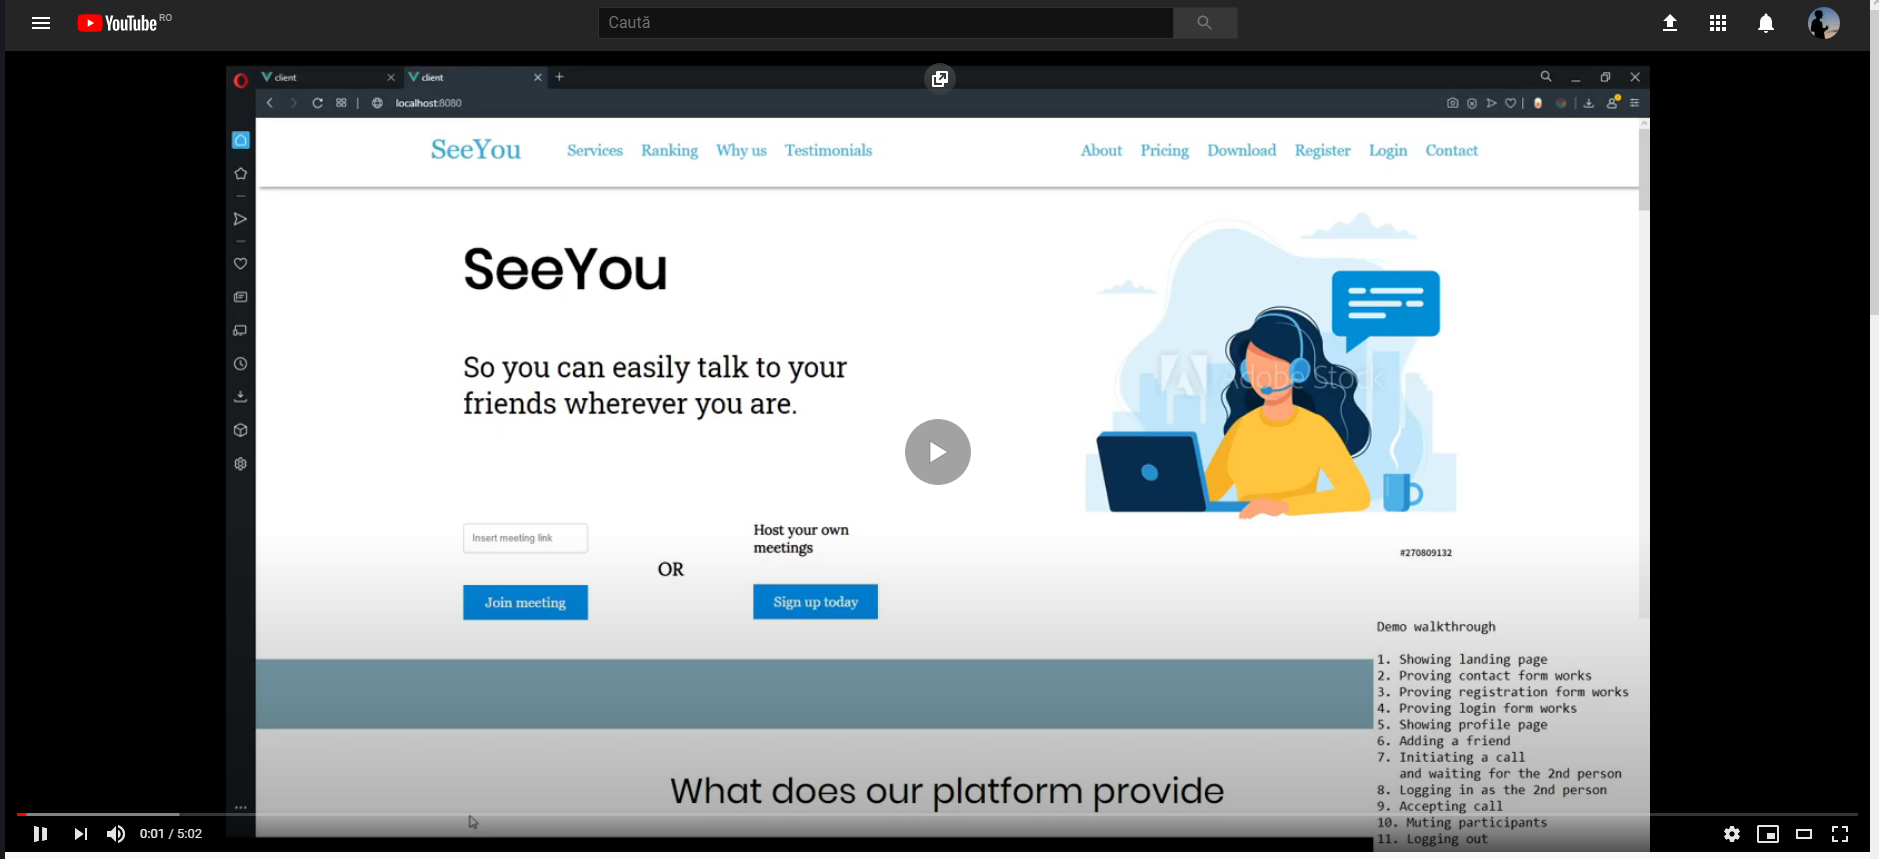 YouTube RO
Caută
client
client
localhost:8080
SeeYou
Services Ranking Why us Testimonials
About Pricing Download Register Login Contact
SeeYou
So you can easily talk to your
friends wherever you are.
Adobe Stock
Insert meeting link
Join meeting
OR
Host your own
meetings
Sign up today
#270809132
Demo walkthrough
1. Showing landing page
2. Proving contact form works
3. Proving registration form works
4. Proving login form works
5. Showing profile page
6. Adding a friend
7. Initiating a call
and waiting for the 2nd person
8. Logging in as the 2nd person
9. Accepting call
10. Muting participants
11. Logging out
What does our platform provide
0:01 / 5:02